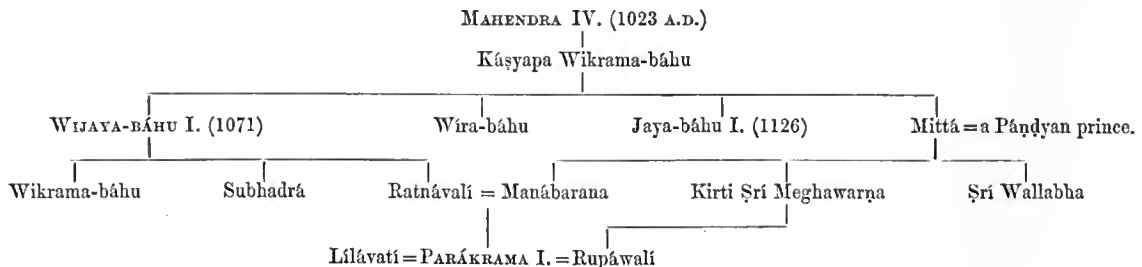 MAHENDRA IV. (1023 A.D.)
Káṣyapa Wikrama-báhu
WIJAYA-BÁHU I. (1071) Wíra-báhu Jaya-báhu I. (1126) Mittá = a Páṇḍyan prince.
Wikrama-báhu Subhadrá Ratnávalí = Manábarana Kirti Ṣrí Meghawarṇa Ṣrí Wallabha
Lílávatí = PARÁKRAMA I. = Rupáwalí